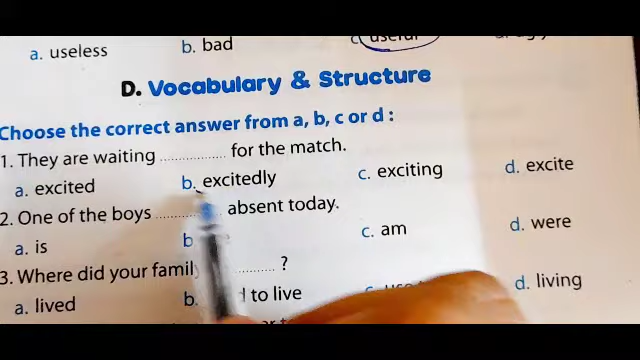 a. useless b. bad c. useful
D. Vocabulary & Structure
Choose the correct answer from a, b, c or d :
1. They are waiting .................. for the match.
a. excited b. excitedly c. exciting d. excite
2. One of the boys .................. absent today.
a. is b c. am d. were
3. Where did your family .................. ?
a. lived b. to live d. living